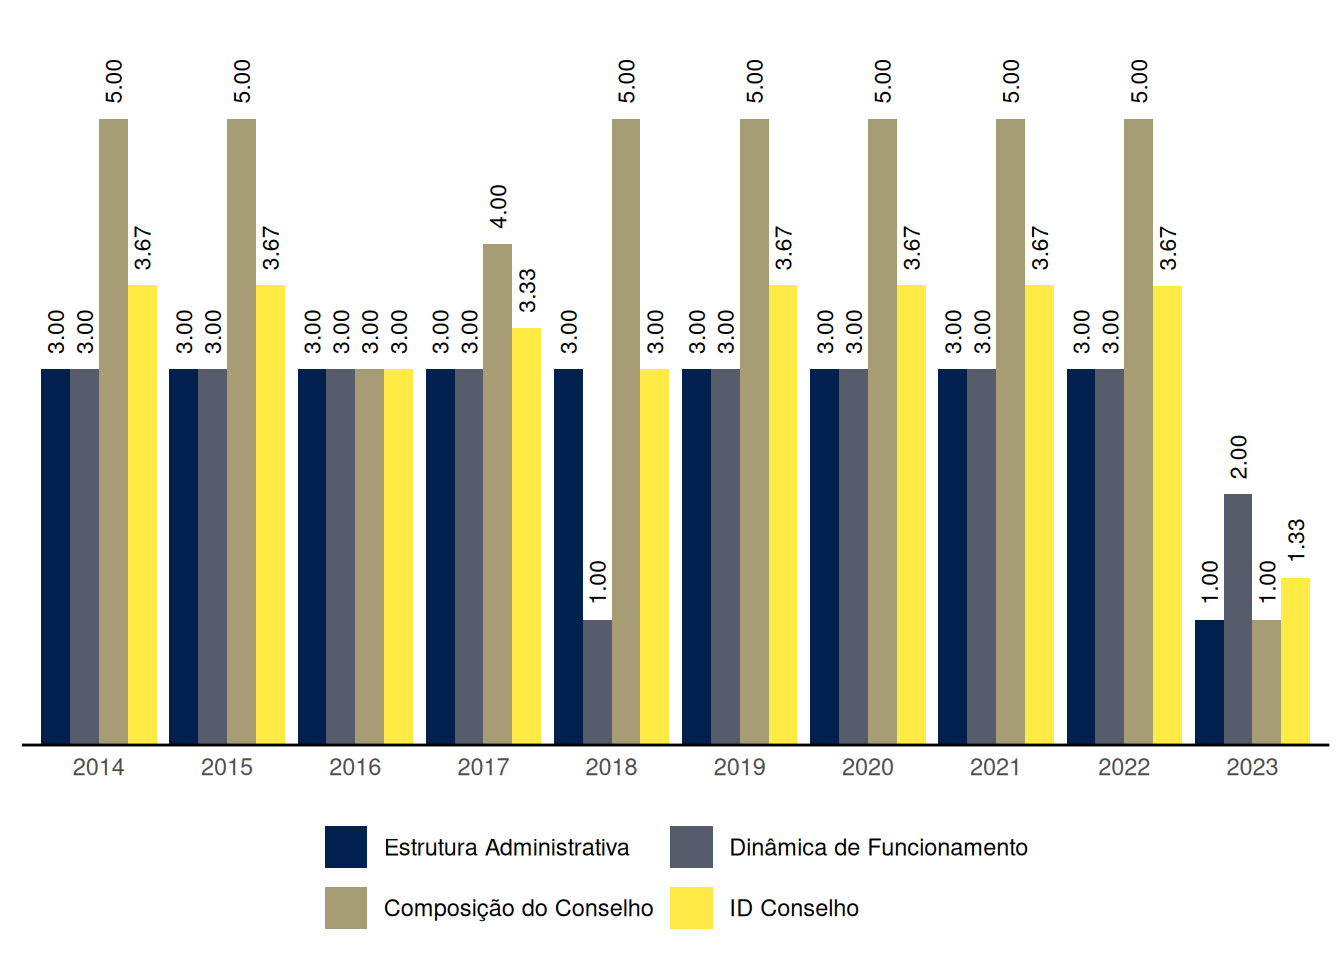 3.00 3.00 5.00 3.67
3.00 3.00 5.00 3.67
3.00 3.00 3.00 3.00
3.00 3.00 4.00 3.33
3.00 1.00 5.00 3.00
3.00 3.00 5.00 3.67
3.00 3.00 5.00 3.67
3.00 3.00 5.00 3.67
3.00 3.00 5.00 3.67
1.00 2.00 1.00 1.33
2014 2015 2016 2017 2018 2019 2020 2021 2022 2023
Estrutura Administrativa Dinâmica de Funcionamento
Composição do Conselho ID Conselho